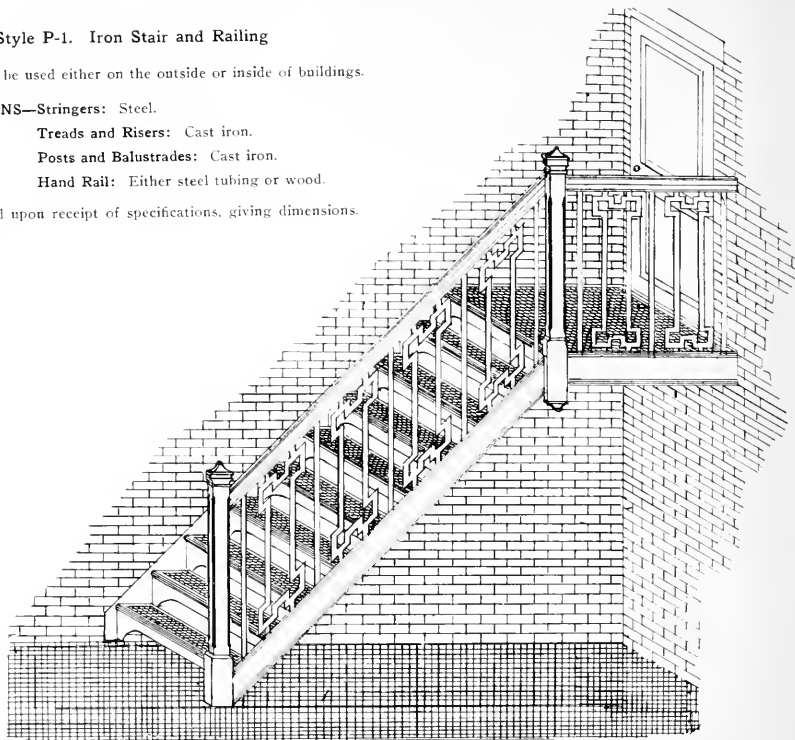 Style P-1. Iron Stair and Railing
be used either on the outside or inside of buildings.
NS—Stringers: Steel.
Treads and Risers: Cast iron.
Posts and Balustrades: Cast iron.
Hand Rail: Either steel tubing or wood.
upon receipt of specifications, giving dimensions.